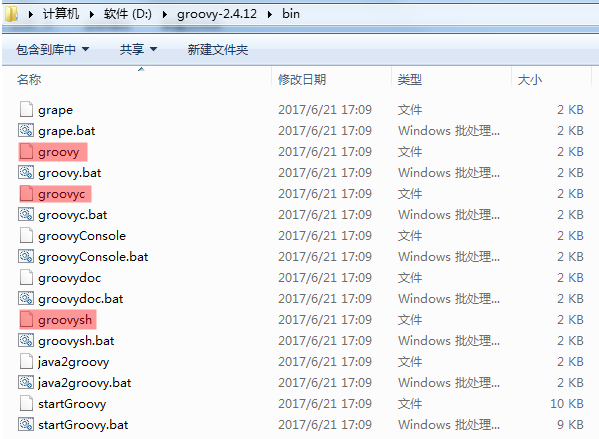 计算机 软件 (D:) groovy-2.4.12 bin
包含到库中 共享 新建文件夹
名称 修改日期 类型 大小
grape 2017/6/21 17:09 文件 2 KB
grape.bat 2017/6/21 17:09 Windows 批处理... 2 KB
groovy 2017/6/21 17:09 文件 2 KB
groovy.bat 2017/6/21 17:09 Windows 批处理... 2 KB
groovyc 2017/6/21 17:09 文件 2 KB
groovyc.bat 2017/6/21 17:09 Windows 批处理... 2 KB
groovyConsole 2017/6/21 17:09 文件 2 KB
groovyConsole.bat 2017/6/21 17:09 Windows 批处理... 2 KB
groovydoc 2017/6/21 17:09 文件 2 KB
groovydoc.bat 2017/6/21 17:09 Windows 批处理... 2 KB
groovysh 2017/6/21 17:09 文件 2 KB
groovysh.bat 2017/6/21 17:09 Windows 批处理... 2 KB
java2groovy 2017/6/21 17:09 文件 2 KB
java2groovy.bat 2017/6/21 17:09 Windows 批处理... 2 KB
startGroovy 2017/6/21 17:09 文件 10 KB
startGroovy.bat 2017/6/21 17:09 Windows 批处理... 9 KB